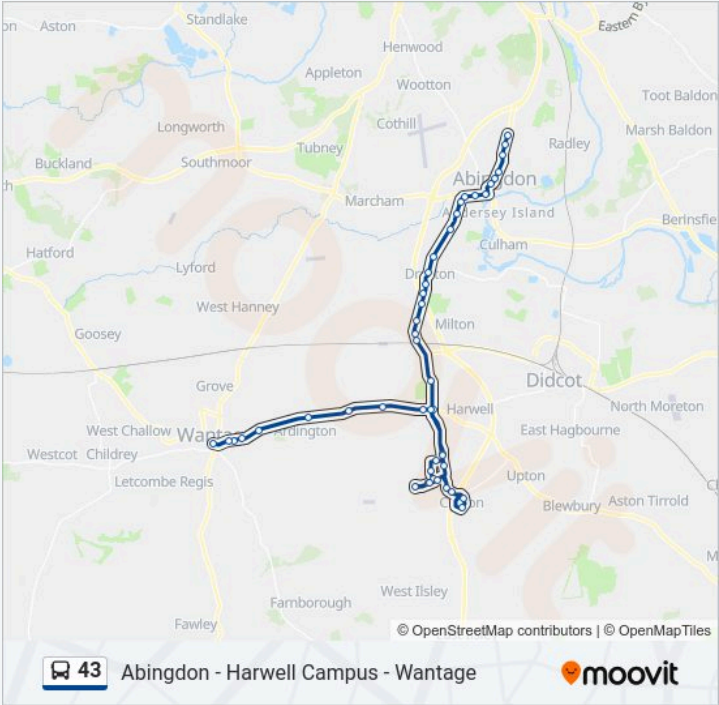 Aston
Standlake
Eastern By
Henwood
Appleton
Wootton
Toot Baldon
Cothill
Longworth
Marsh Baldon
Tubney
Radley
Buckland
Southmoor
Abingdon
Marcham
Andersey Island
Berinsfie
Culham
Hatford
Lyford
Drayton
West Hanney
Milton
Goosey
Didcot
Grove
North Moreton
Harwell
West Challow
Wantage
Ardington
East Hagbourne
Westcot
Childrey
Letcombe Regis
Upton
Chilton
Blewbury
Aston Tirrold
West Ilsley
Farnborough
Fawley
© OpenStreetMap contributors | © OpenMapTiles
43
Abingdon - Harwell Campus - Wantage
moovit